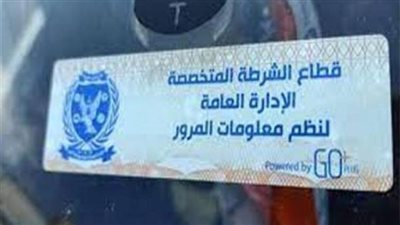 قطاع الشرطة المتخصصة
الإدارة العامة
لنظم معلومات المرور
Powered by GO+